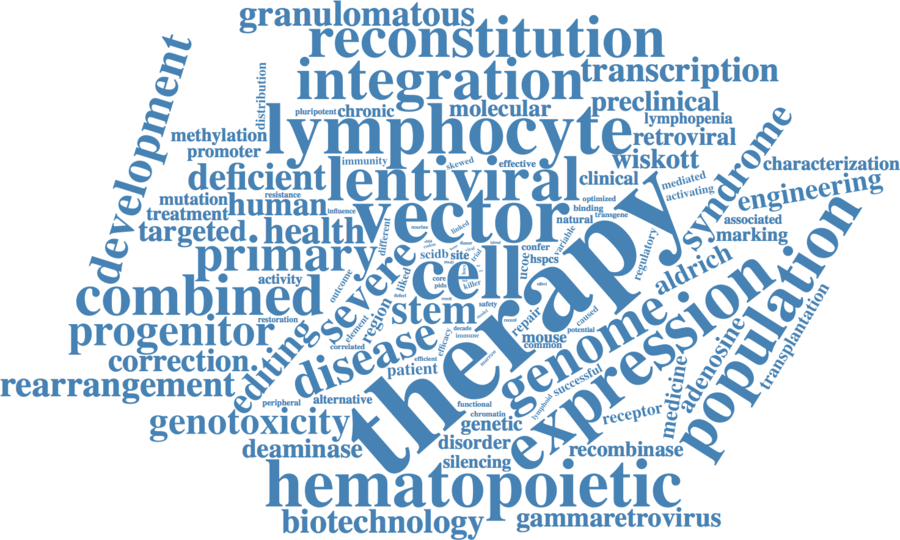 granulomatous
reconstitution
integration
transcription
development
distribution
pluripotent
chronic
molecular
preclinical
lymphopenia
methylation
promoter
lymphocyte
retroviral
wiskott
syndrome
characterization
immunity
skewed
effective
deficient
lentiviral
clinical
mediated
activating
engineering
mutation
resistance
treatment
human
influence
vector
optimized
binding
transgene
natural
associated
marking
targeted
health
different
linked
variable
regulatory
primary
severe
cell
scidb
site
confer
ucoe
hspcs
aldrich
population
activity
outcome
liked
core
pids
killer
combined
defect
stem
safety
therapy
genome
expression
transplantation
progenitor
restoration
element
region
disease
efficacy
decade
immune
repair
caused
potential
mouse
common
adenosine
correction
editing
correlated
patient
efficient
successful
medicine
rearrangement
peripheral
alternative
functional
lymphoid
receptor
genotoxicity
chromatin
genetic
deaminase
disorder
recombinase
silencing
hematopoietic
biotechnology
gammaretrovirus